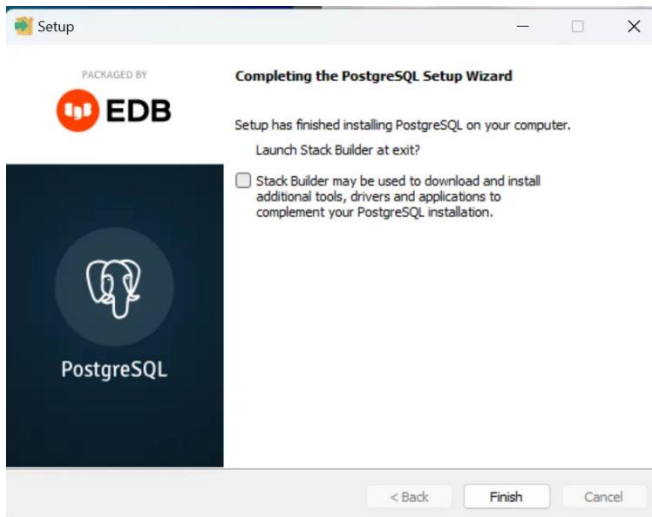 Setup
PACKAGED BY
EDB
Completing the PostgreSQL Setup Wizard
Setup has finished installing PostgreSQL on your computer.
Launch Stack Builder at exit?
Stack Builder may be used to download and install
additional tools, drivers and applications to
complement your PostgreSQL installation.
PostgreSQL
< Back
Finish
Cancel